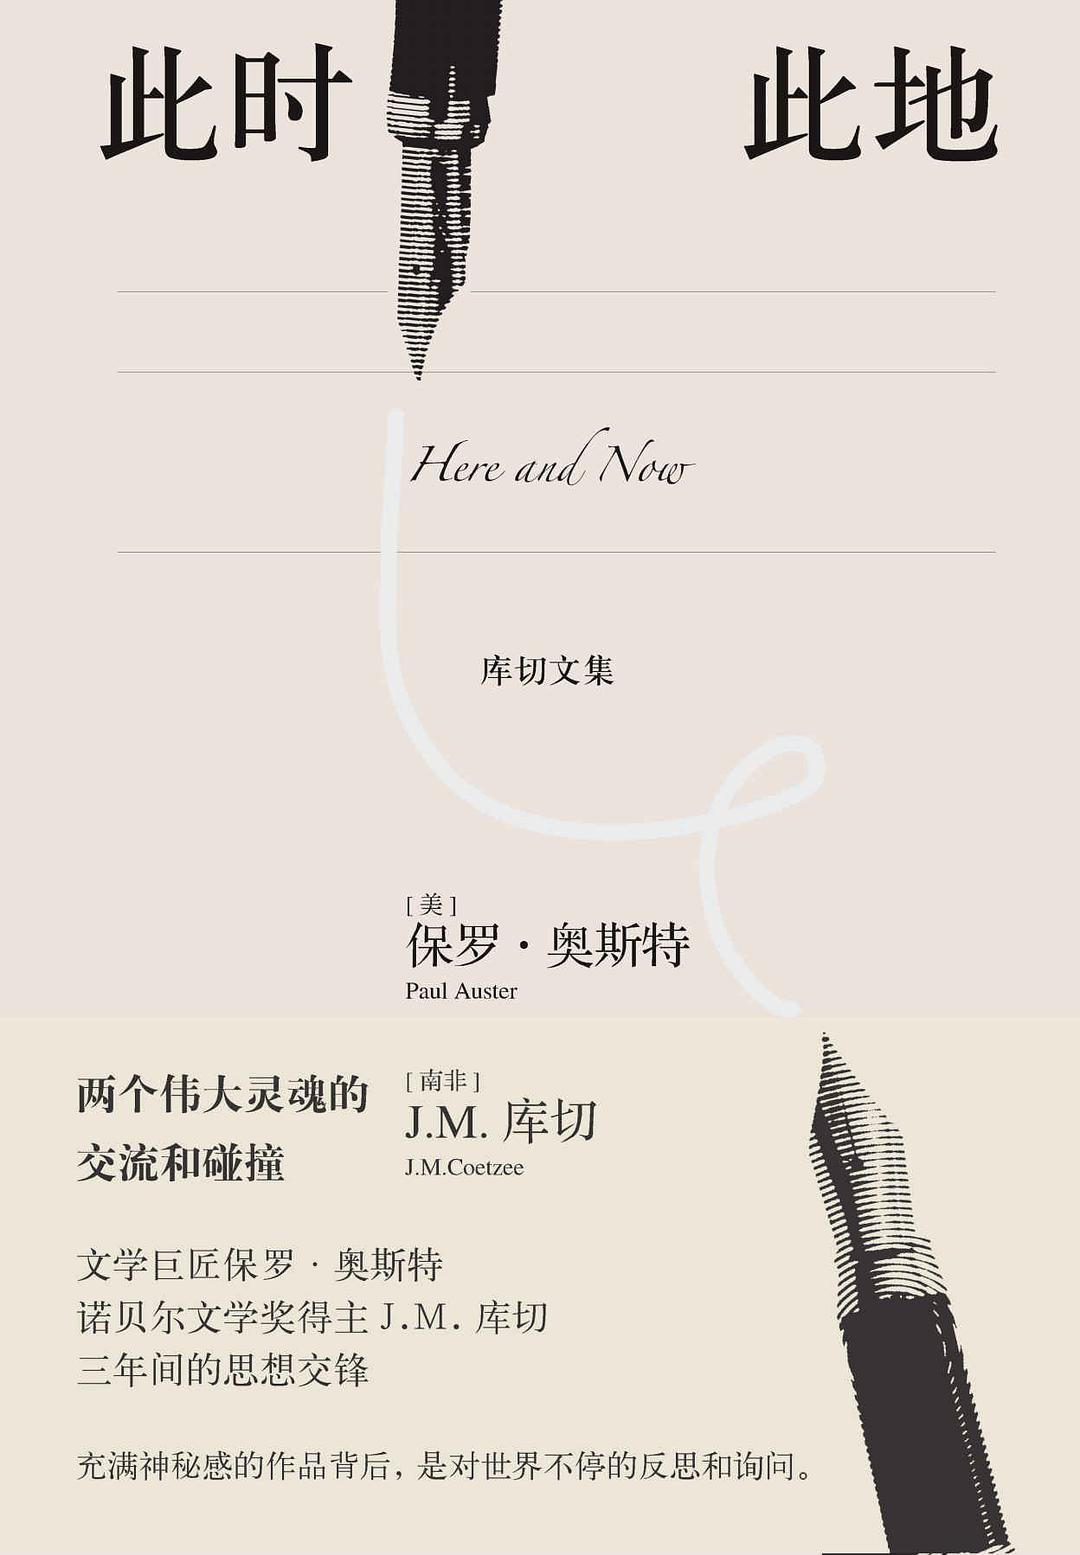 此时 此地
Here and Now
库切文集
[ 美 ]
保罗·奥斯特
Paul Auster
[ 南非 ]
J.M. 库切
J.M.Coetzee
两个伟大灵魂的
交流和碰撞
文学巨匠保罗·奥斯特
诺贝尔文学奖得主 J.M. 库切
三年间的思想交锋
充满神秘感的作品背后，是对世界不停的反思和询问。